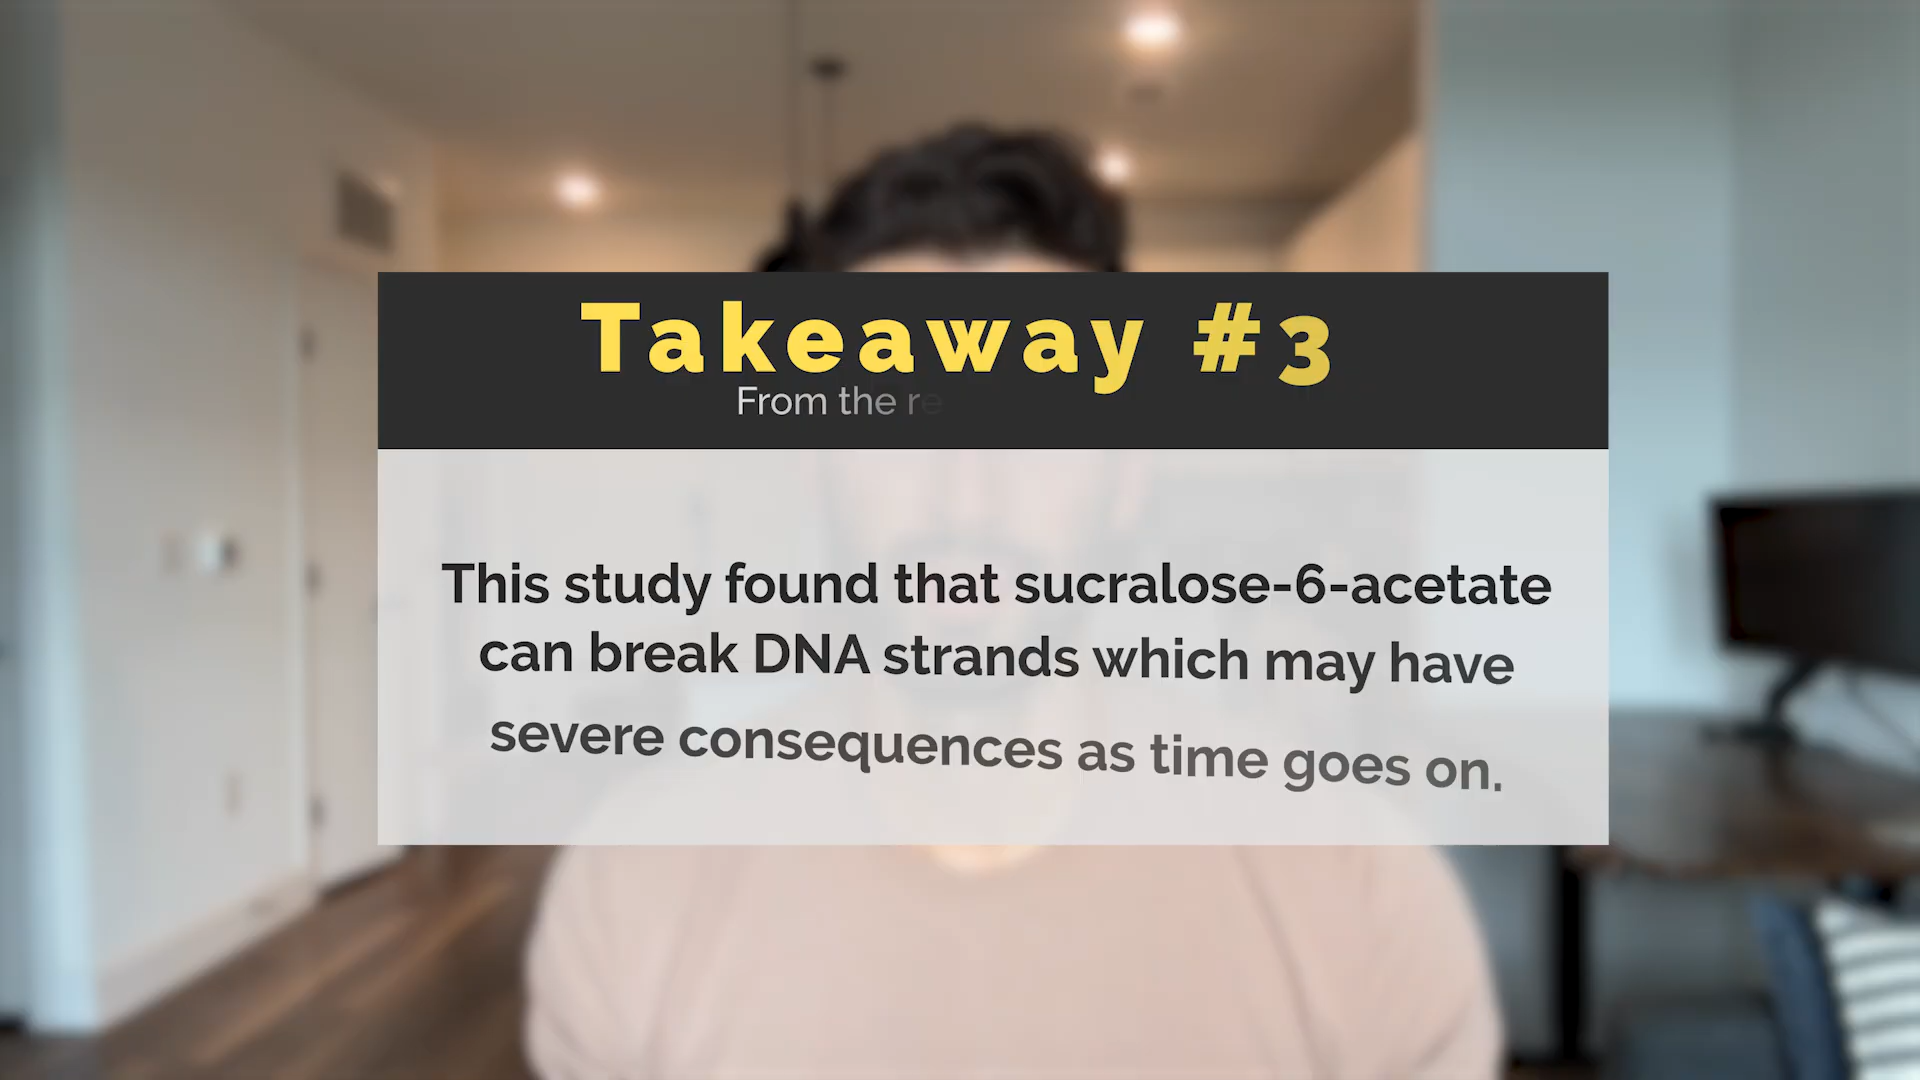 Takeaway #3
From the re
This study found that sucralose-6-acetate
can break DNA strands which may have
severe consequences as time goes on.